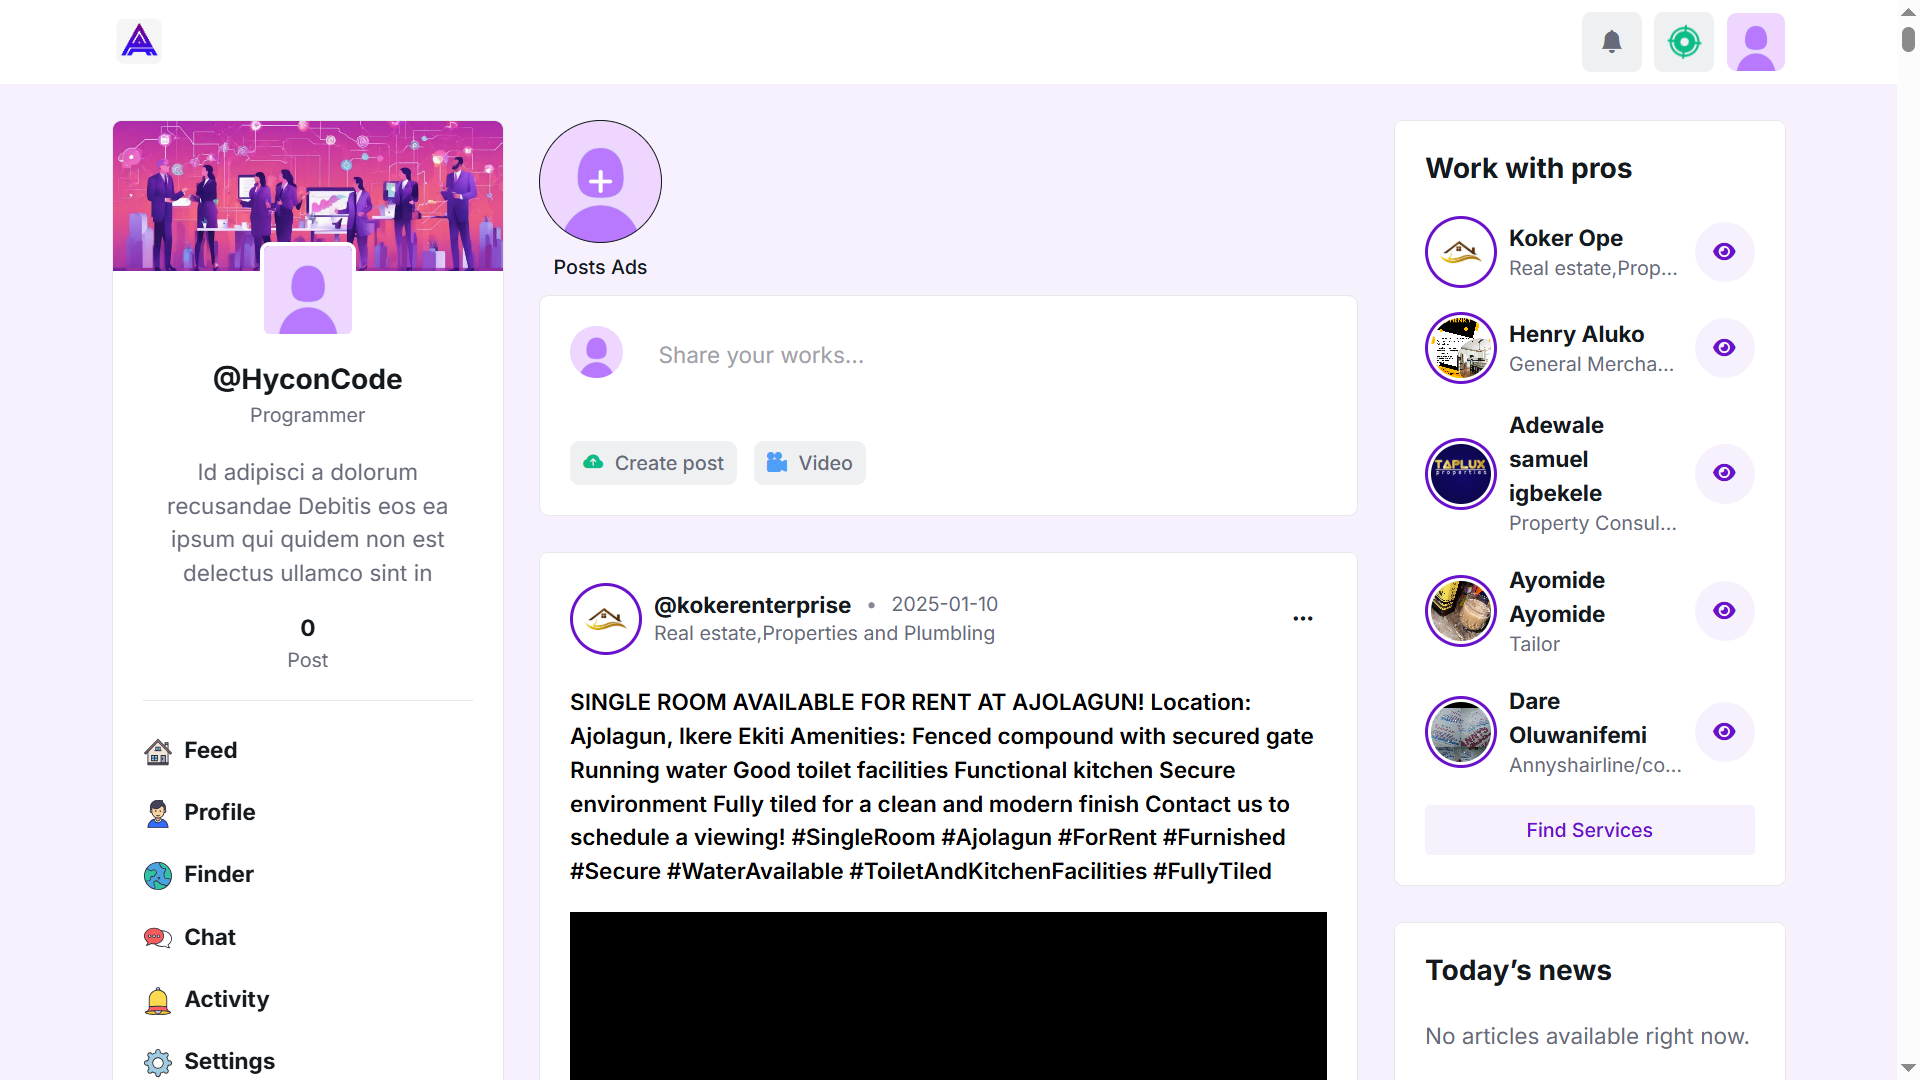 @HyconCode
Programmer
Id adipisci a dolorum
recusandae Debitis eos ea
ipsum qui quidem non est
delectus ullamco sint in
0
Post
Feed
Profile
Finder
Chat
Activity
Settings
Posts Ads
Share your works...
Create post
Video
@kokerenterprise • 2025-01-10
Real estate,Properties and Plumbling
SINGLE ROOM AVAILABLE FOR RENT AT AJOLAGUN! Location:
Ajolagun, Ikere Ekiti Amenities: Fenced compound with secured gate
Running water Good toilet facilities Functional kitchen Secure
environment Fully tiled for a clean and modern finish Contact us to
schedule a viewing! #SingleRoom #Ajolagun #ForRent #Furnished
#Secure #WaterAvailable #ToiletAndKitchenFacilities #FullyTiled
Work with pros
Koker Ope
Real estate,Prop...
Henry Aluko
General Mercha...
Adewale
samuel
igbekele
Property Consul...
TAPLUX
properties
Ayomide
Ayomide
Tailor
Dare
Oluwanifemi
Annyshairline/co...
Find Services
Today’s news
No articles available right now.